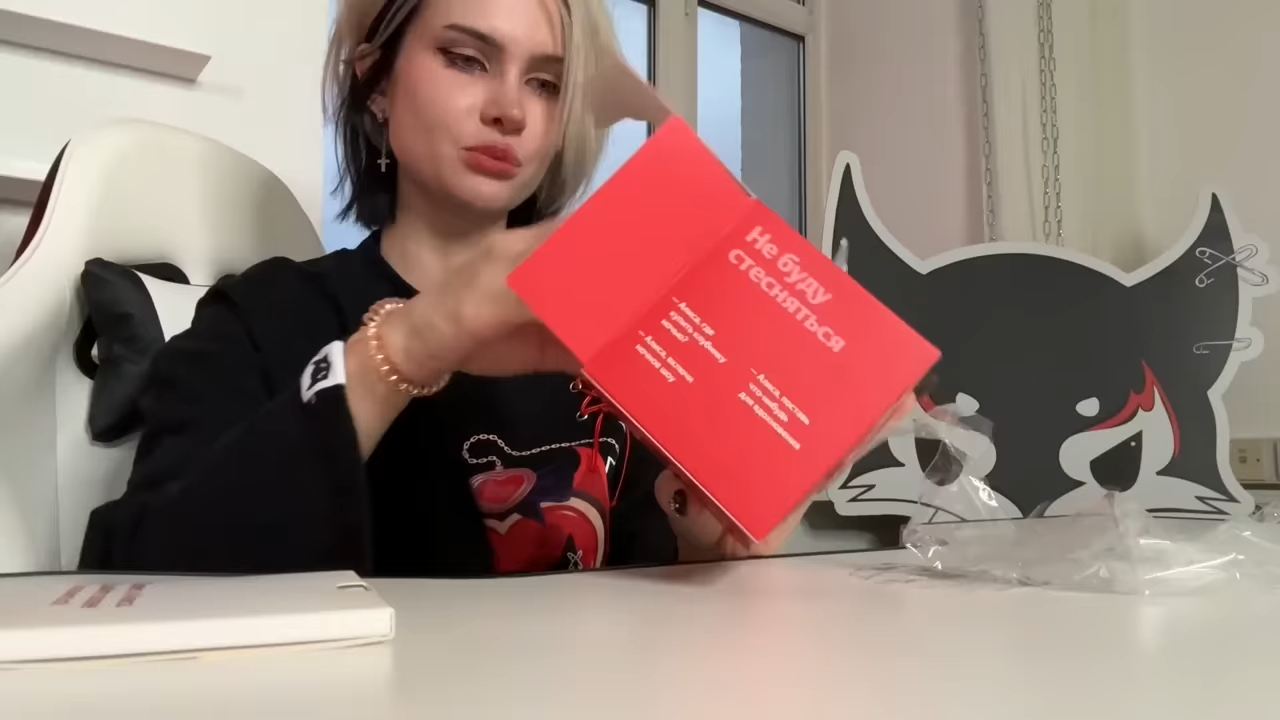 Не буду
стесняться
— Алиса, где
купить клубнику
ночью?
— Алиса, включи
ночное шоу
— Алиса, поставь
что-нибудь
для вдохновения